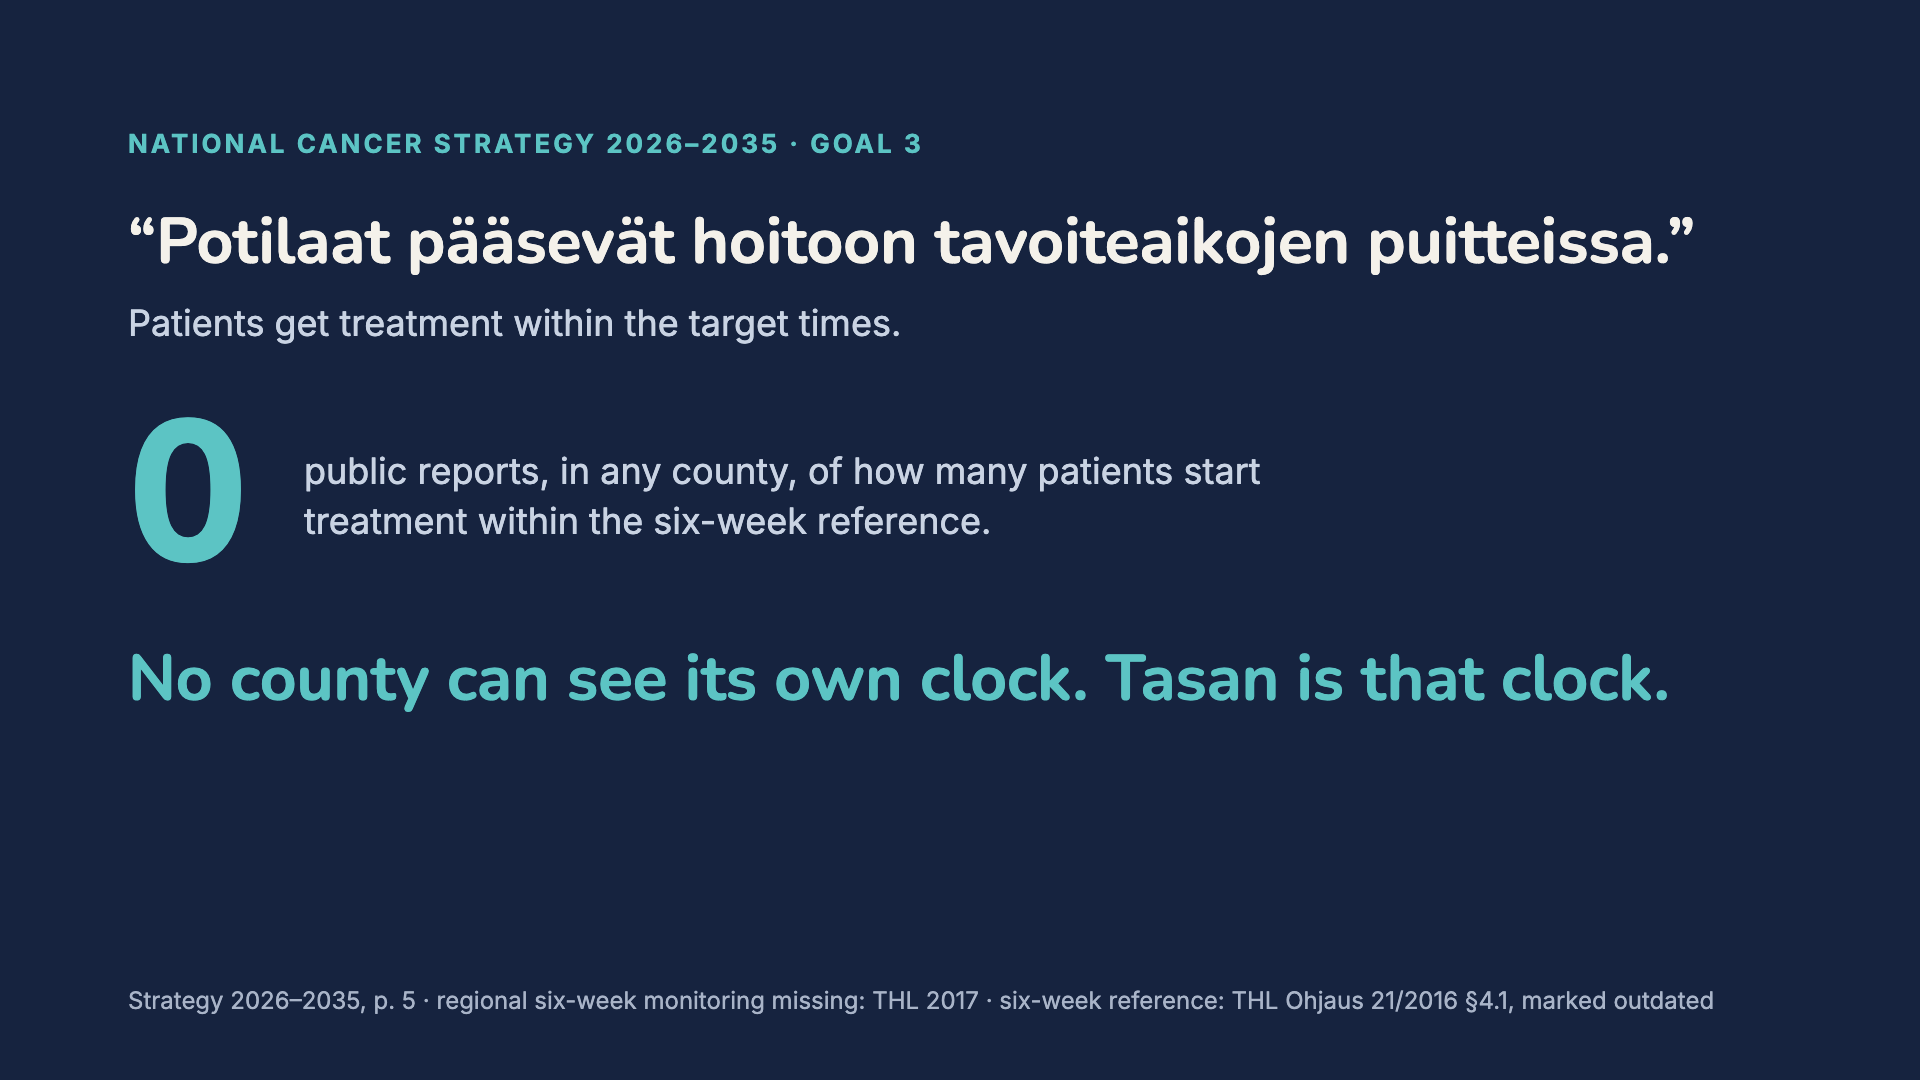 NATIONAL CANCER STRATEGY 2026–2035 · GOAL 3
“Potilaat pääsevät hoitoon tavoiteaikojen puitteissa.”
Patients get treatment within the target times.
0
public reports, in any county, of how many patients start
treatment within the six-week reference.
No county can see its own clock. Tasan is that clock.
Strategy 2026–2035, p. 5 · regional six-week monitoring missing: THL 2017 · six-week reference: THL Ohjaus 21/2016 §4.1, marked outdated